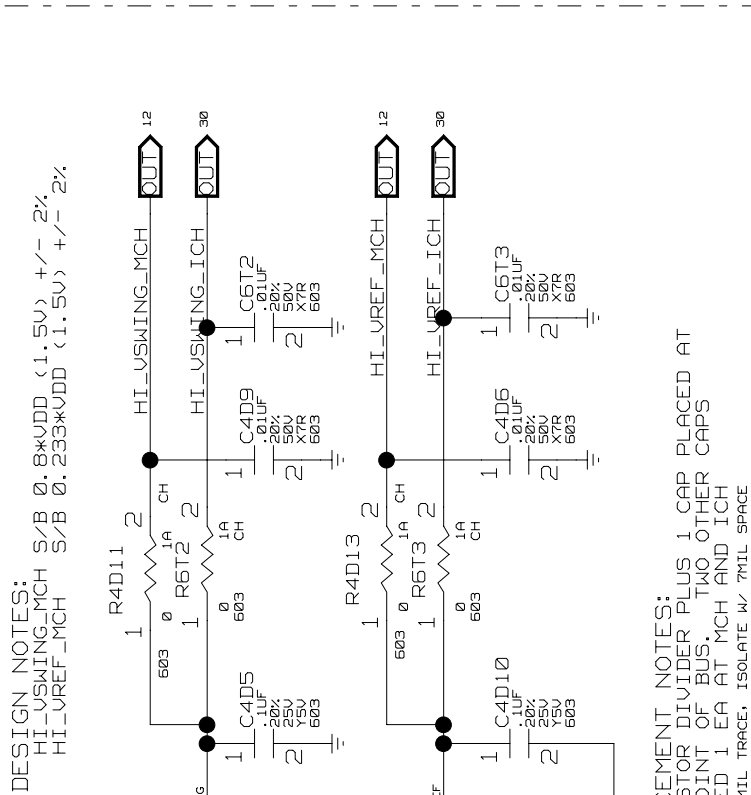 DESIGN NOTES:
HI_VSWING_MCH S/B 0.8*VDD (1.5V) +/- 2%
HI_VREF_MCH S/B 0.233*VDD (1.5V) +/- 2%
12
OUT
HI_VSWING_MCH
30
OUT
HI_VSWING_ICH
C6T2
.01UF
20%
50V
X7R
603
1
2
C4D9
.01UF
20%
50V
X7R
603
1
2
R4D11
1
2
CH
1A
0
603
R6T2
1
2
1A
CH
0
603
C4D5
.1UF
20%
25V
Y5V
603
1
2
12
OUT
HI_VREF_MCH
30
OUT
HI_VREF_ICH
C6T3
.01UF
20%
50V
X7R
603
1
2
C4D6
.01UF
20%
50V
X7R
603
1
2
R4D13
1
2
CH
1A
0
603
R6T3
1
2
1A
CH
0
603
C4D10
.1UF
20%
25V
Y5V
603
1
2
CEMENT NOTES:
STOR DIVIDER PLUS 1 CAP PLACED AT
OINT OF BUS. TWO OTHER CAPS
ED 1 EA AT MCH AND ICH
MIL TRACE, ISOLATE W/ 7MIL SPACE